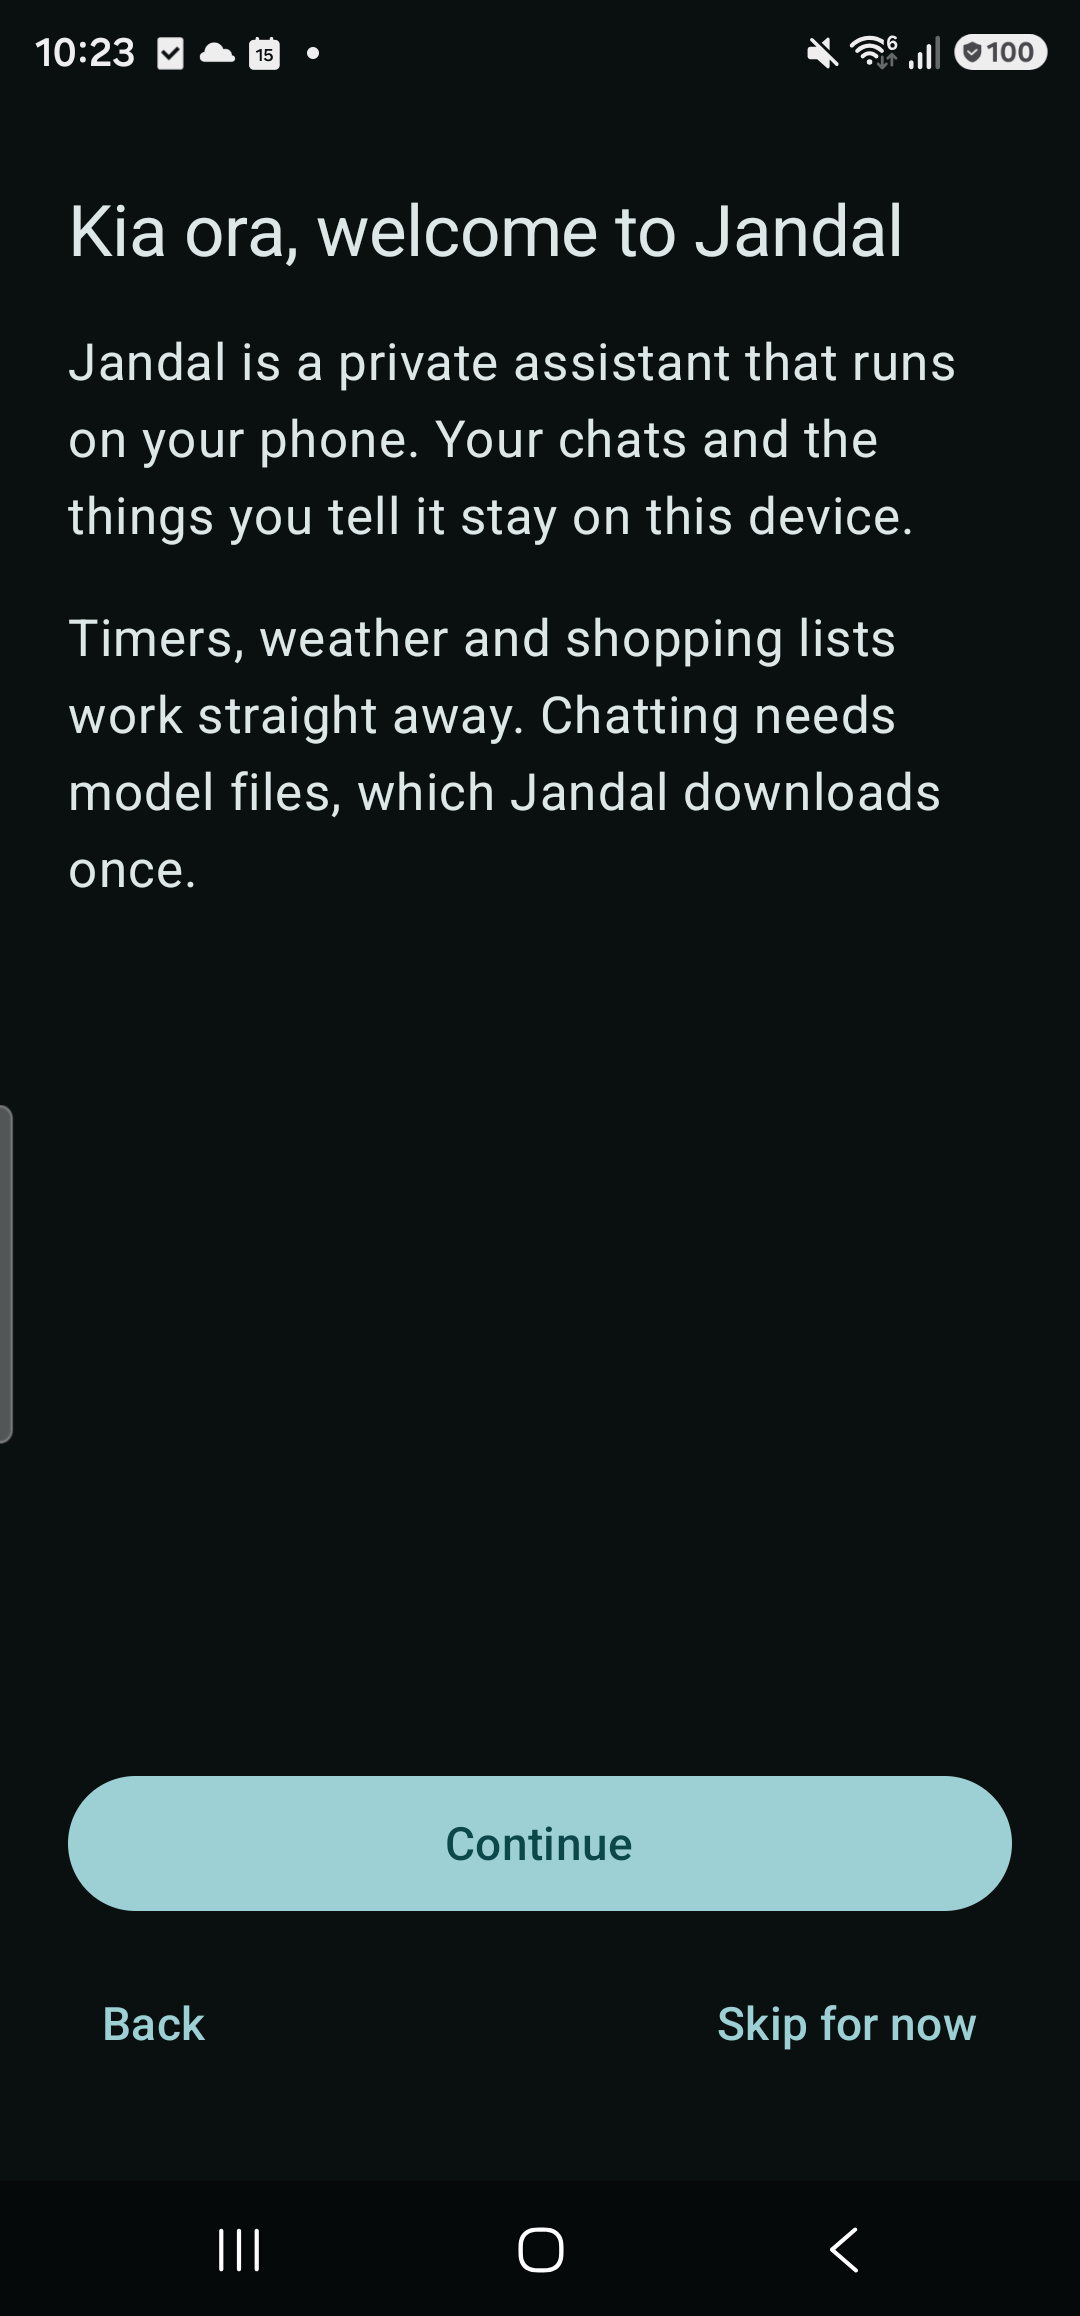 10:23
15
6
100
Kia ora, welcome to Jandal
Jandal is a private assistant that runs
on your phone. Your chats and the
things you tell it stay on this device.
Timers, weather and shopping lists
work straight away. Chatting needs
model files, which Jandal downloads
once.
Continue
Back
Skip for now